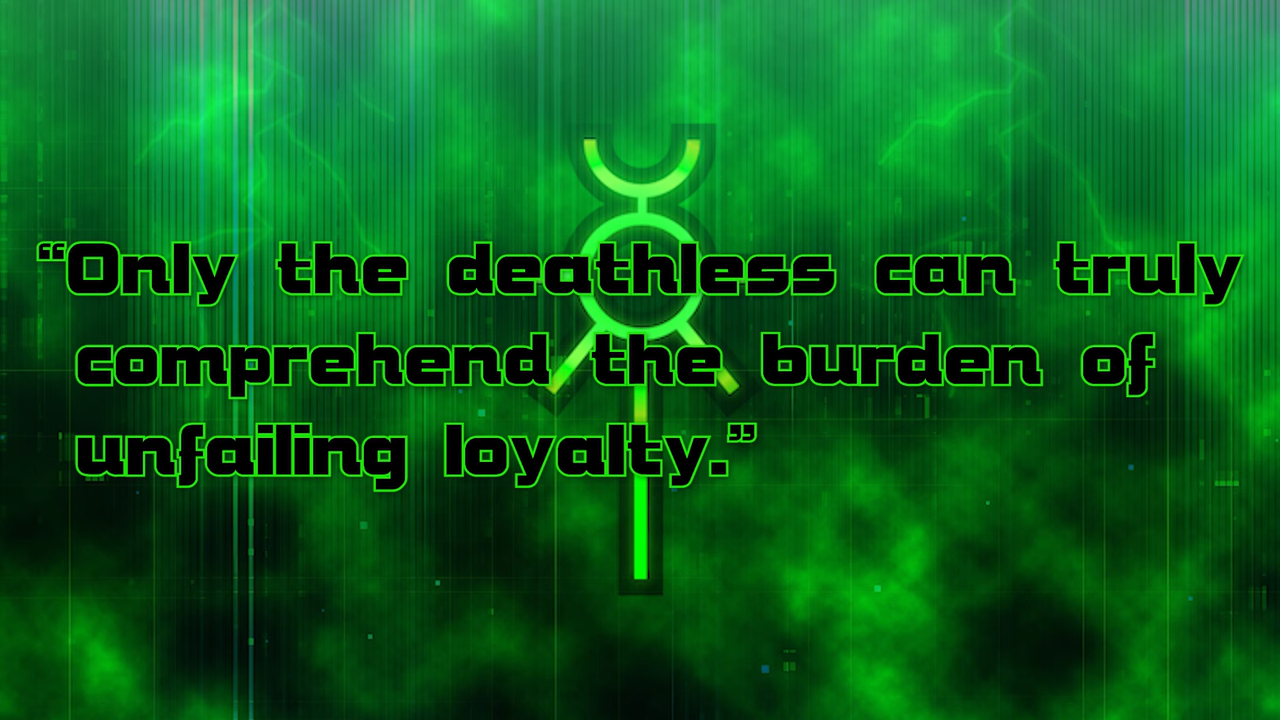 “Only the deathless can truly
comprehend the burden of
unfailing loyalty.”